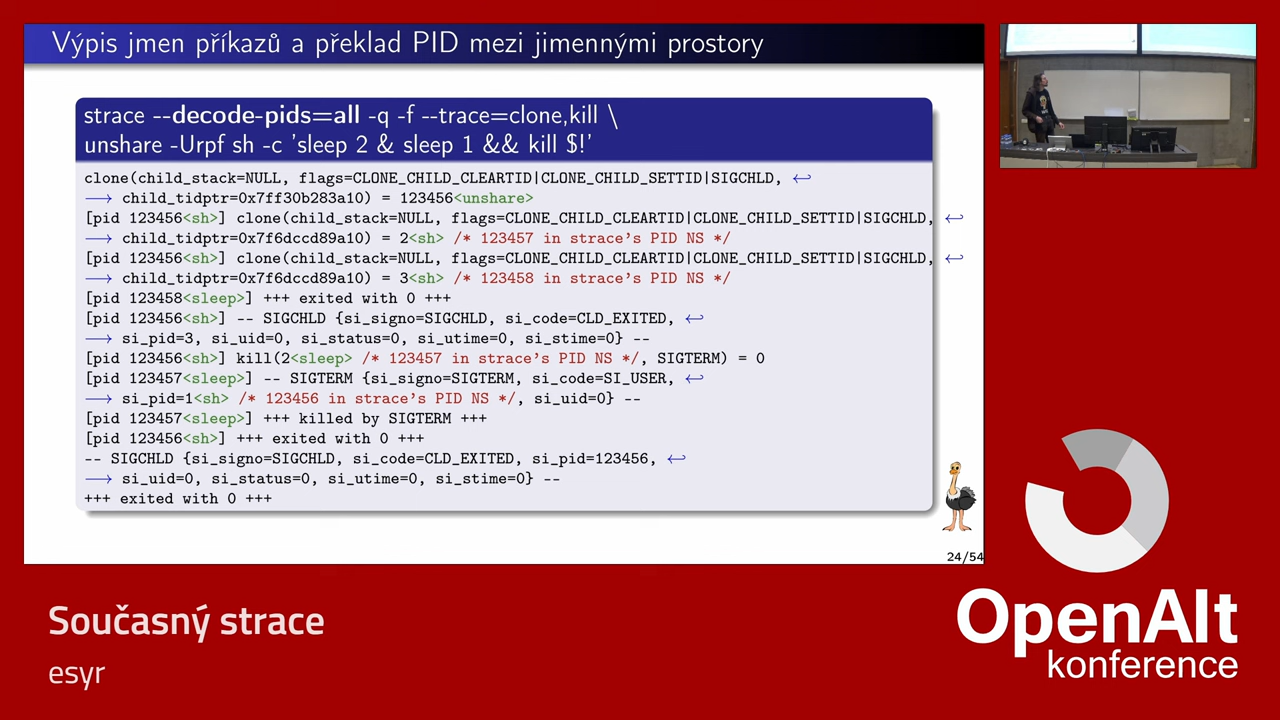 Výpis jmen příkazů a překlad PID mezi jimennými prostory
strace --decode-pids=all -q -f --trace=clone,kill \
unshare -Urpf sh -c 'sleep 2 & sleep 1 && kill $!'
clone(child_stack=NULL, flags=CLONE_CHILD_CLEARTID|CLONE_CHILD_SETTID|SIGCHLD, ↩
⟶ child_tidptr=0x7ff30b283a10) = 123456<unshare>
[pid 123456<sh>] clone(child_stack=NULL, flags=CLONE_CHILD_CLEARTID|CLONE_CHILD_SETTID|SIGCHLD, ↩
⟶ child_tidptr=0x7f6dccd89a10) = 2<sh> /* 123457 in strace's PID NS */
[pid 123456<sh>] clone(child_stack=NULL, flags=CLONE_CHILD_CLEARTID|CLONE_CHILD_SETTID|SIGCHLD, ↩
⟶ child_tidptr=0x7f6dccd89a10) = 3<sh> /* 123458 in strace's PID NS */
[pid 123458<sleep>] +++ exited with 0 +++
[pid 123456<sh>] -- SIGCHLD {si_signo=SIGCHLD, si_code=CLD_EXITED, ↩
⟶ si_pid=3, si_uid=0, si_status=0, si_utime=0, si_stime=0} --
[pid 123456<sh>] kill(2<sleep> /* 123457 in strace's PID NS */, SIGTERM) = 0
[pid 123457<sleep>] -- SIGTERM {si_signo=SIGTERM, si_code=SI_USER, ↩
⟶ si_pid=1<sh> /* 123456 in strace's PID NS */, si_uid=0} --
[pid 123457<sleep>] +++ killed by SIGTERM +++
[pid 123456<sh>] +++ exited with 0 +++
-- SIGCHLD {si_signo=SIGCHLD, si_code=CLD_EXITED, si_pid=123456, ↩
⟶ si_uid=0, si_status=0, si_utime=0, si_stime=0} --
+++ exited with 0 +++
24/54
Současný strace
esyr
OpenAlt
konference